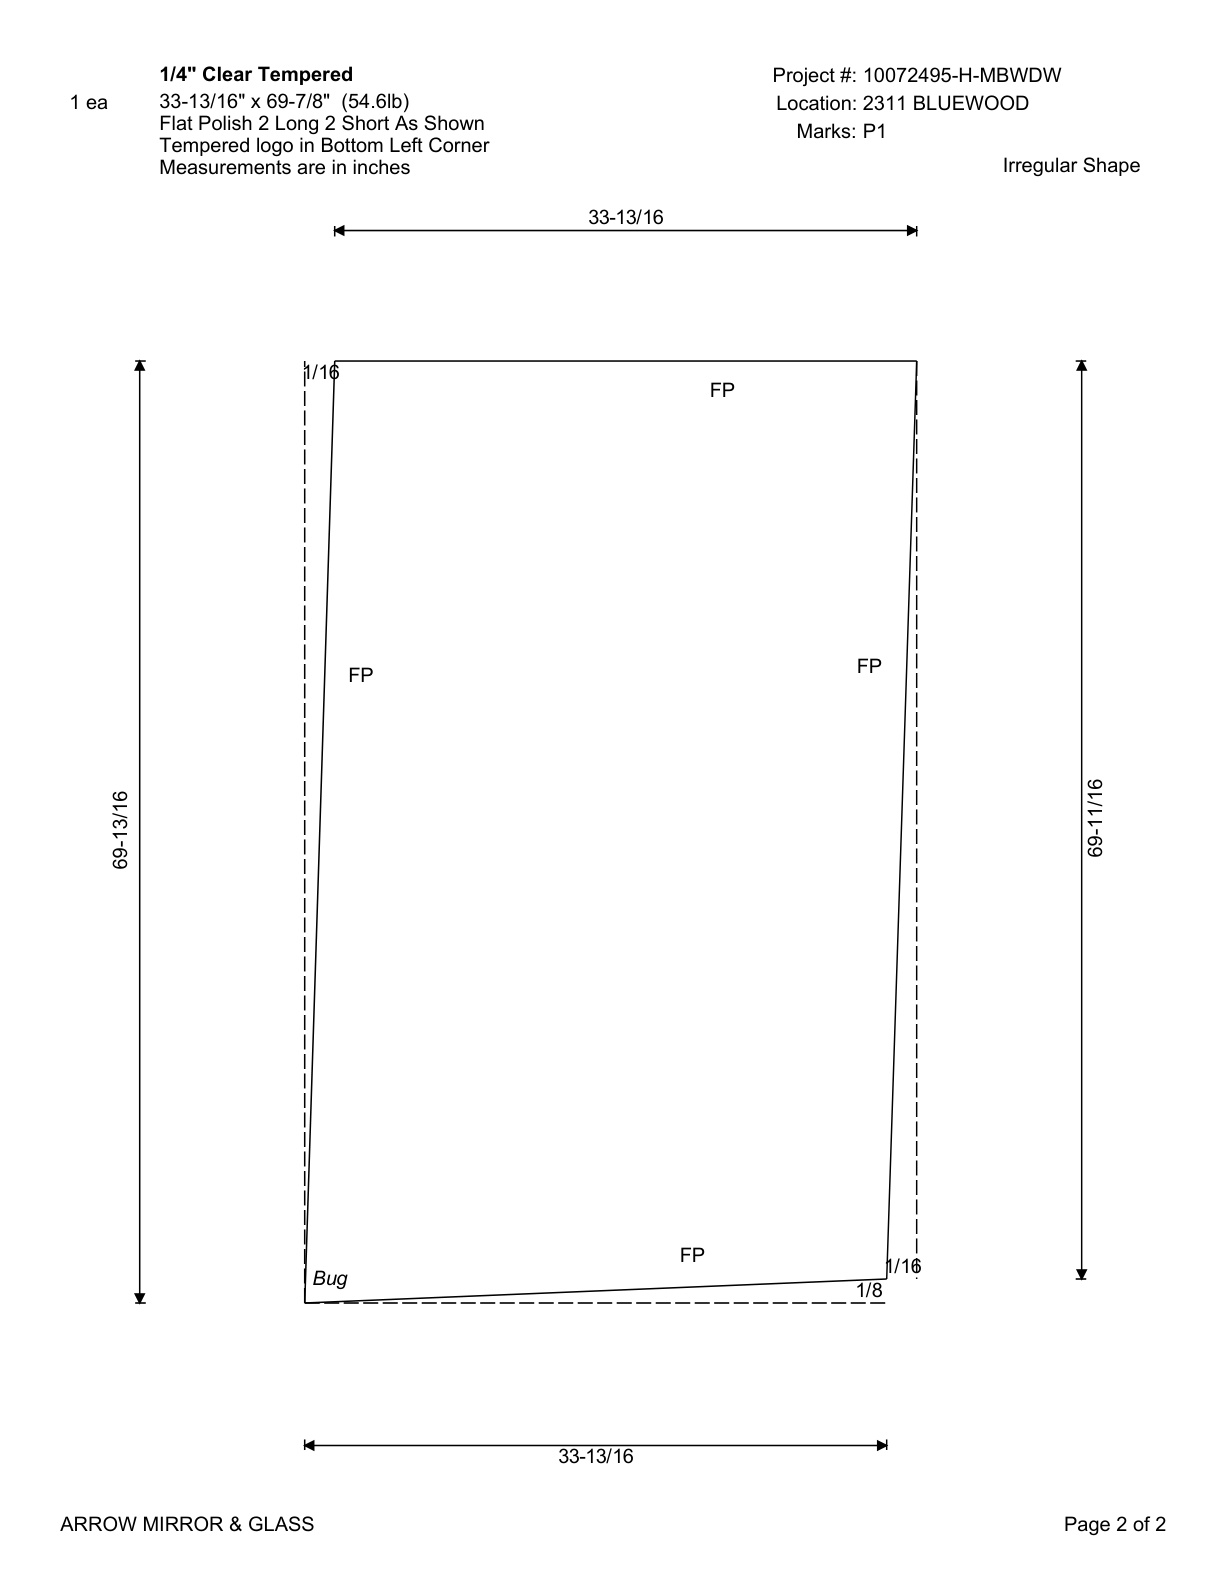 1/4" Clear Tempered
1 ea
33-13/16" x 69-7/8" (54.6lb)
Flat Polish 2 Long 2 Short As Shown
Tempered logo in Bottom Left Corner
Measurements are in inches
Project #: 10072495-H-MBWDW
Location: 2311 BLUEWOOD
Marks: P1
Irregular Shape
33-13/16
1/16
FP
FP
FP
69-13/16
69-11/16
FP
Bug
1/16
1/8
33-13/16
ARROW MIRROR & GLASS
Page 2 of 2